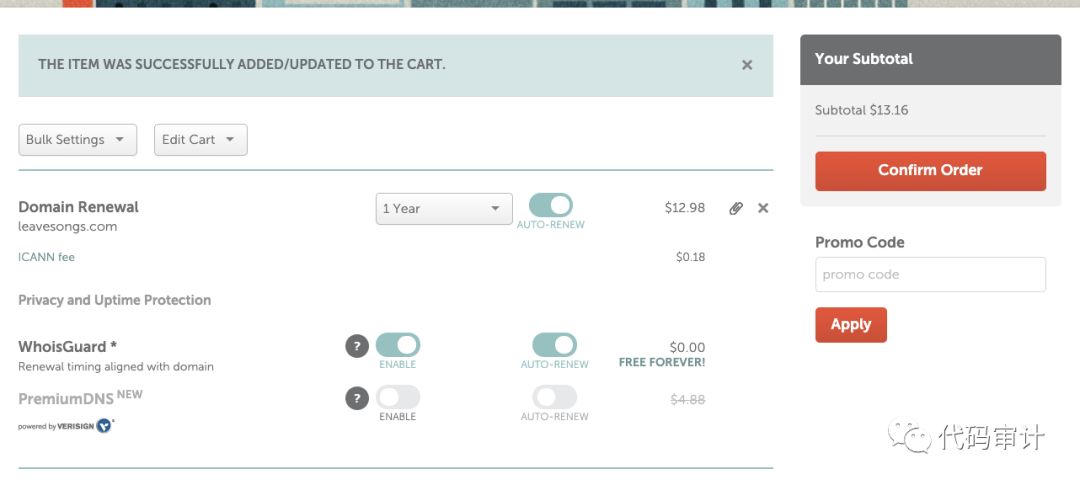 THE ITEM WAS SUCCESSFULLY ADDED/UPDATED TO THE CART.
Bulk Settings
Edit Cart
Domain Renewal
leavesongs.com
1 Year
AUTO-RENEW
$12.98
ICANN fee
$0.18
Privacy and Uptime Protection
WhoisGuard *
Renewal timing aligned with domain
?
ENABLE
AUTO-RENEW
$0.00
FREE FOREVER!
PremiumDNS NEW
powered by VERISIGN
?
ENABLE
AUTO-RENEW
$4.88
Your Subtotal
Subtotal $13.16
Confirm Order
Promo Code
promo code
Apply
代码审计